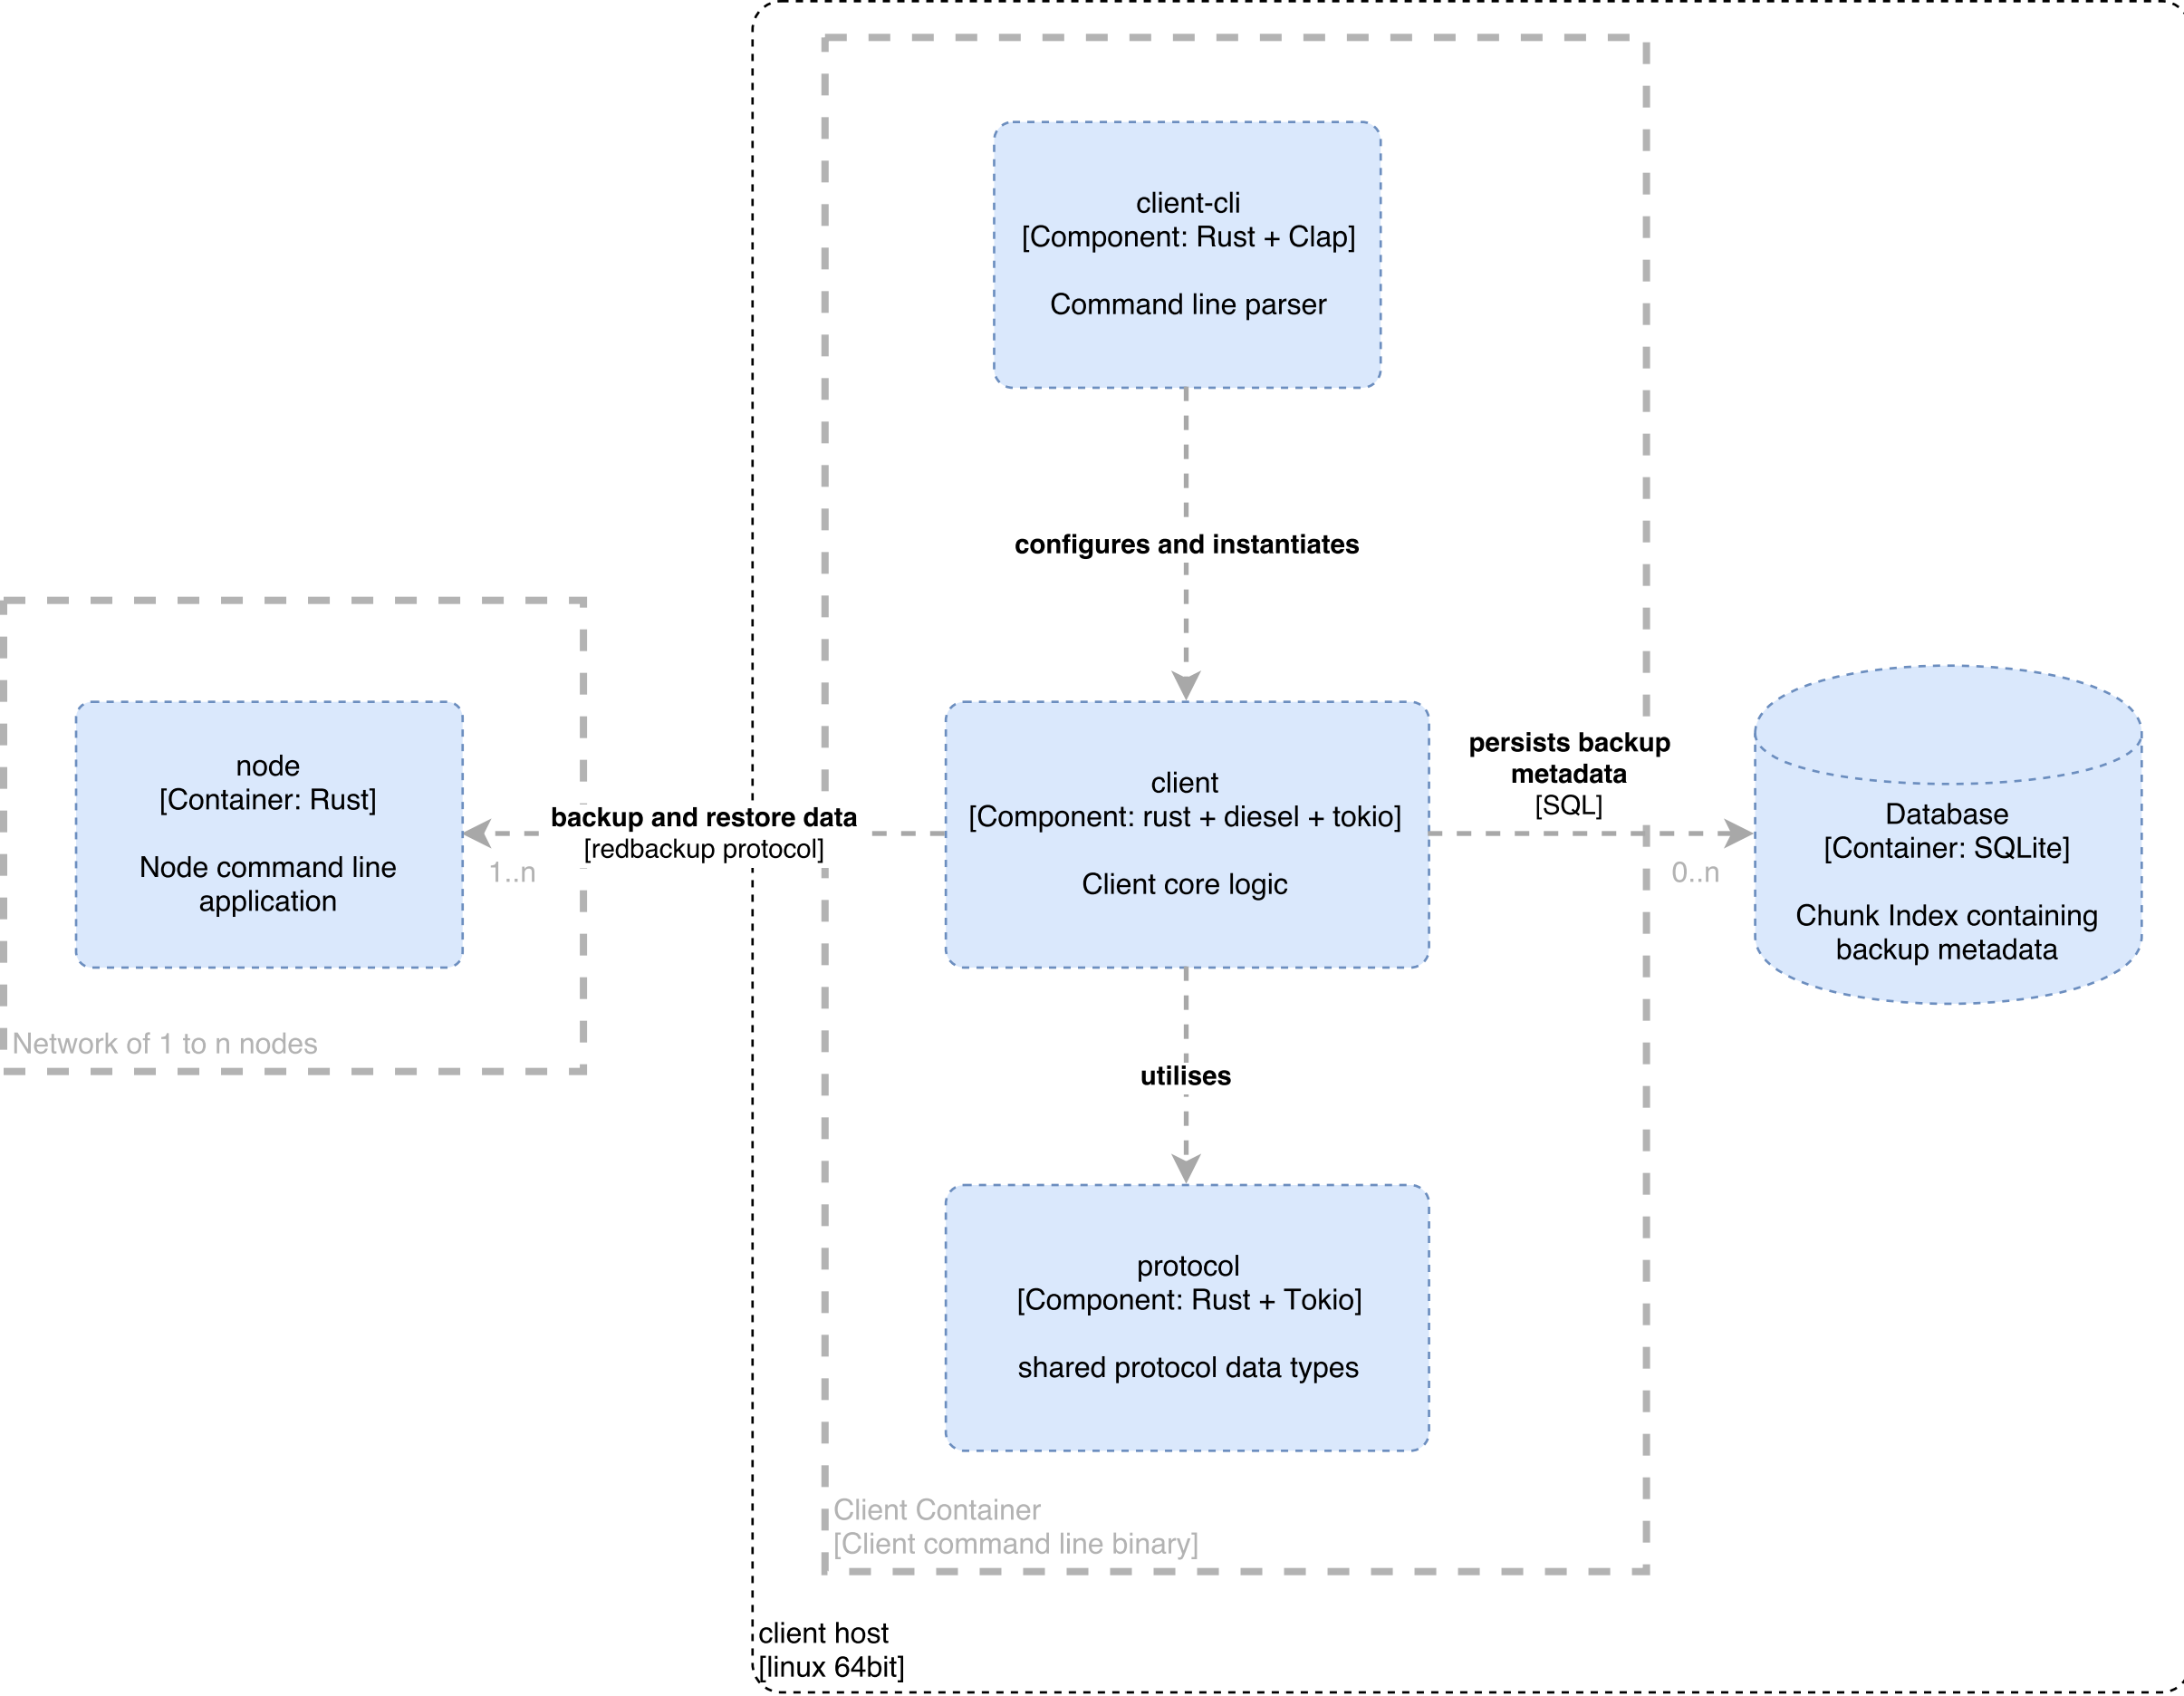 client-cli
[Component: Rust + Clap]
Command line parser
configures and instantiates
node
[Container: Rust]
Node command line
application
Network of 1 to n nodes
backup and restore data
[redbackup protocol]
1..n
client
[Component: rust + diesel + tokio]
Client core logic
persists backup
metadata
[SQL]
0..n
Database
[Container: SQLite]
Chunk Index containing
backup metadata
utilises
protocol
[Component: Rust + Tokio]
shared protocol data types
Client Container
[Client command line binary]
client host
[linux 64bit]